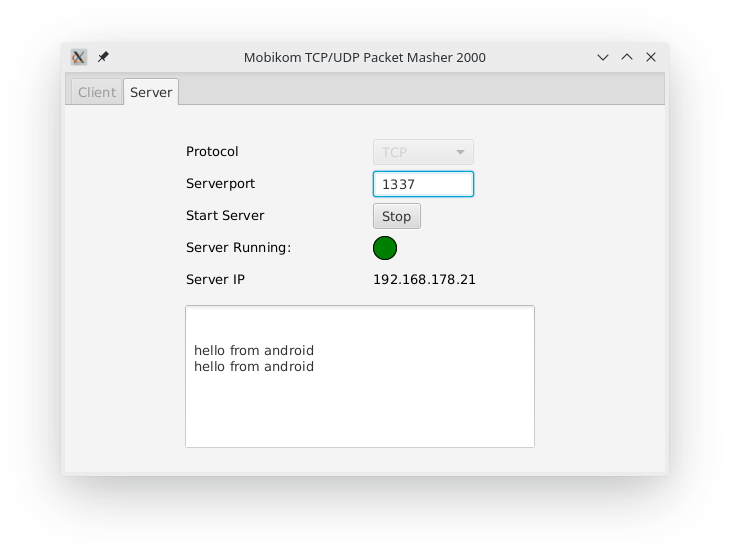 Mobikom TCP/UDP Packet Masher 2000
Client Server
Protocol TCP
Serverport 1337
Start Server Stop
Server Running:
Server IP 192.168.178.21
hello from android
hello from android